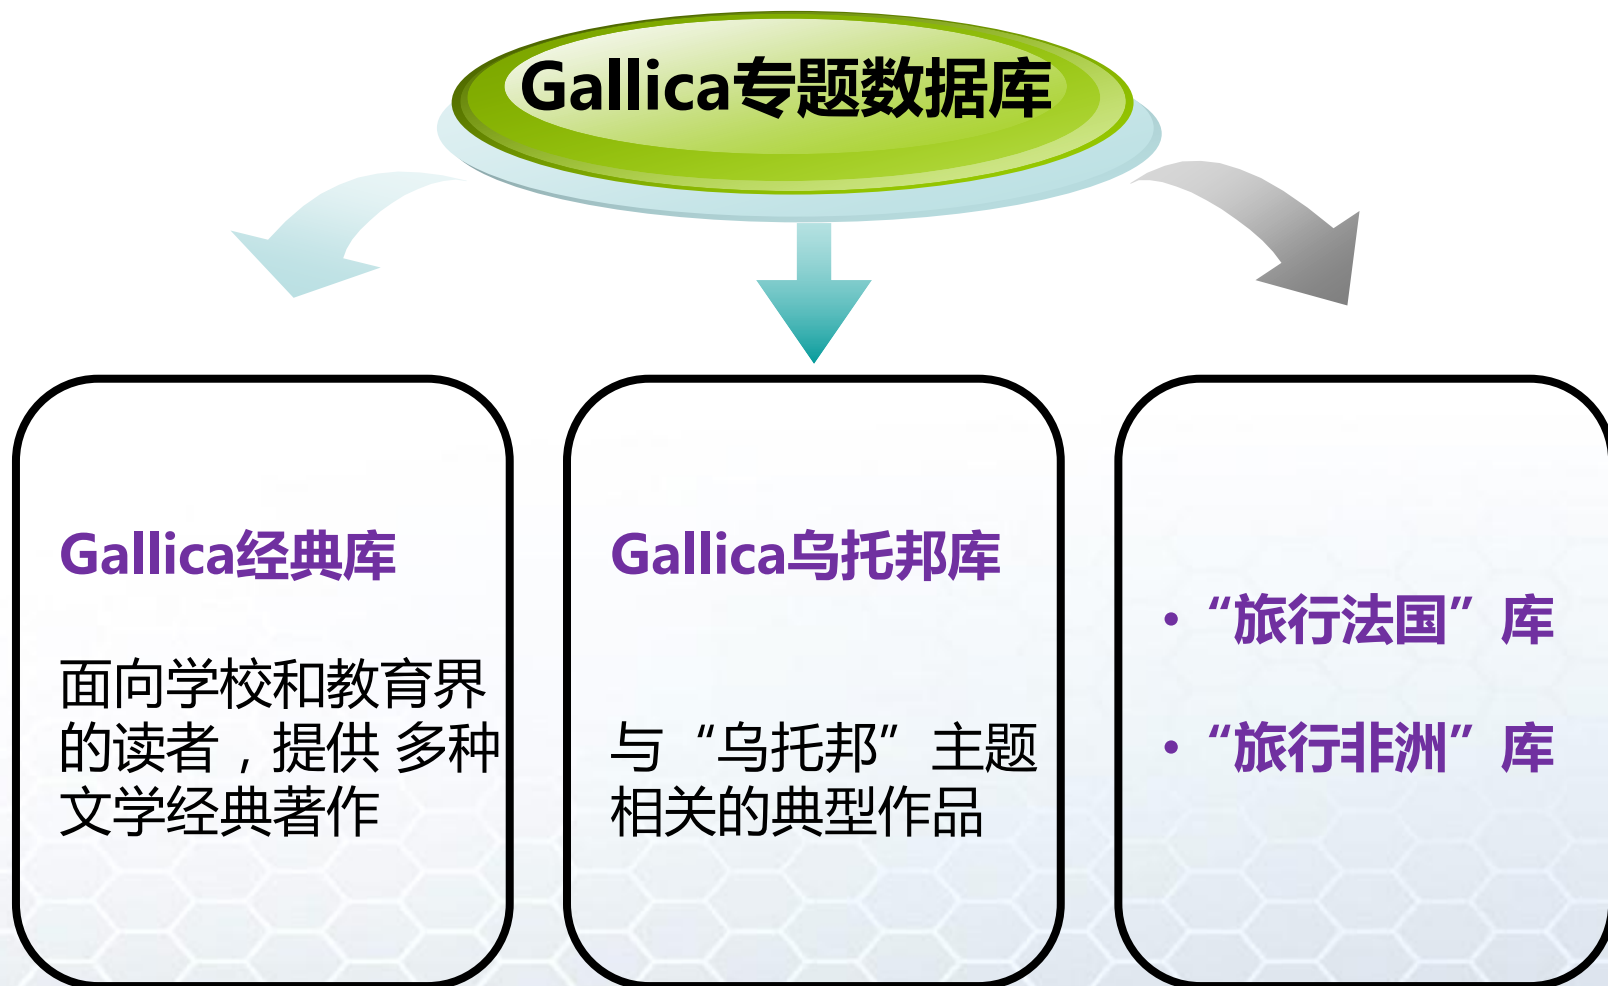 Gallica专题数据库
Gallica经典库
面向学校和教育界
的读者，提供 多种
文学经典著作
Gallica乌托邦库
与“乌托邦”主题
相关的典型作品
• “旅行法国”库
• “旅行非洲”库